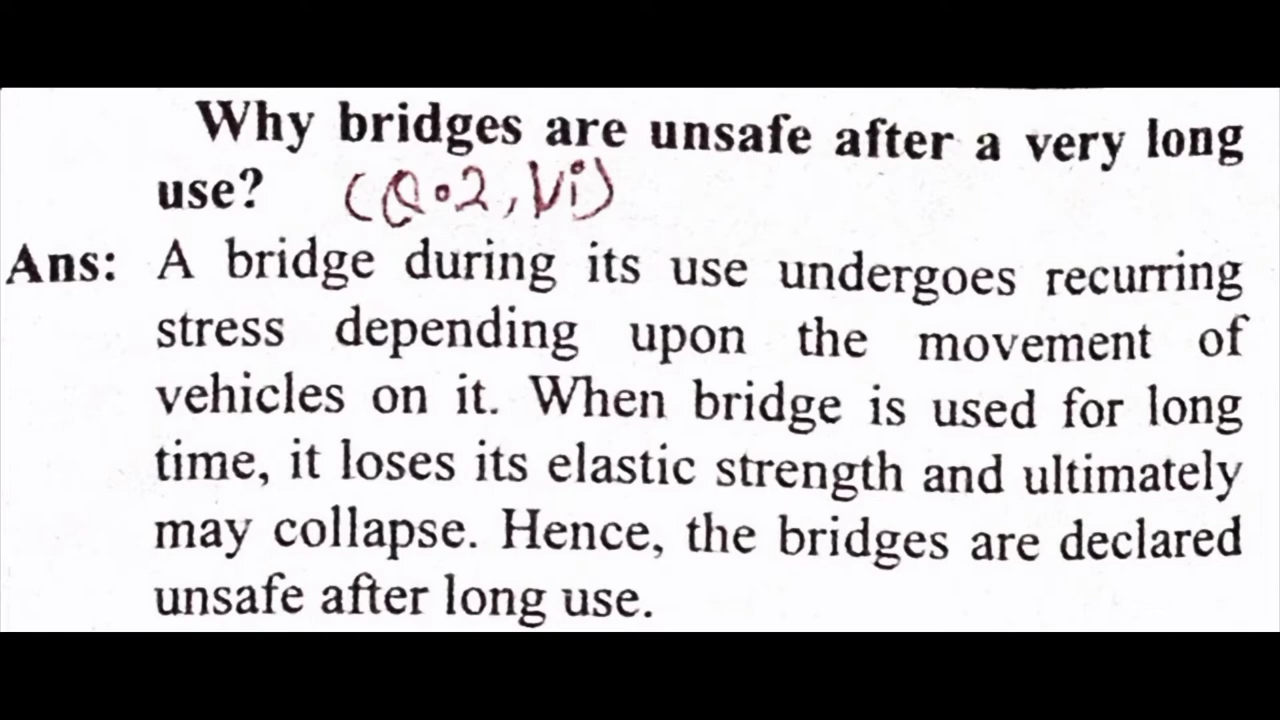 Why bridges are unsafe after a very long
use? (Q.2, Vi)
Ans: A bridge during its use undergoes recurring
stress depending upon the movement of
vehicles on it. When bridge is used for long
time, it loses its elastic strength and ultimately
may collapse. Hence, the bridges are declared
unsafe after long use.